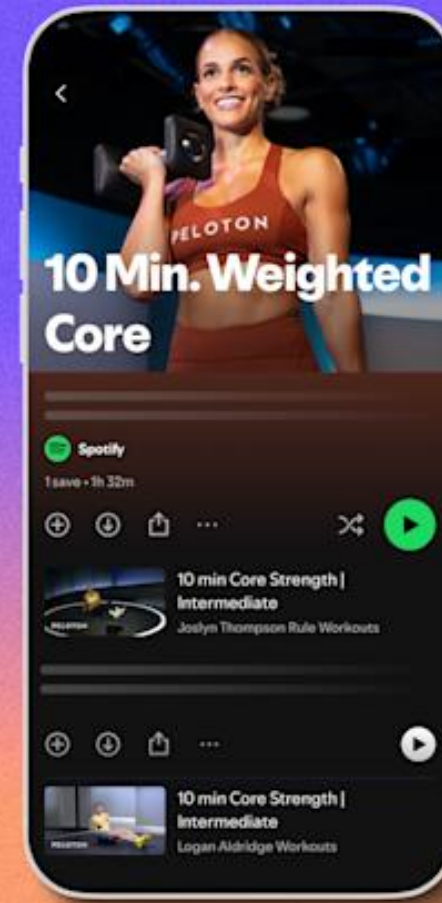 PELOTON
10 Min. Weighted
Core
Spotify
1 save • 1h 32m
10 min Core Strength |
Intermediate
Joslyn Thompson Rule Workouts
PELOTON
10 min Core Strength |
Intermediate
Logan Aldridge Workouts
PELOTON